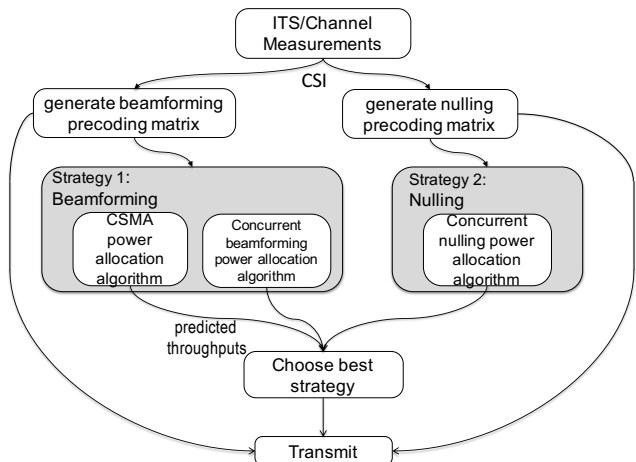 ITS/Channel
Measurements
CSI
generate beamforming
precoding matrix
generate nulling
precoding matrix
Strategy 1:
Beamforming
CSMA
power
allocation
algorithm
Concurrent
beamforming
power allocation
algorithm
Strategy 2:
Nulling
Concurrent
nulling power
allocation
algorithm
predicted
throughputs
Choose best
strategy
Transmit